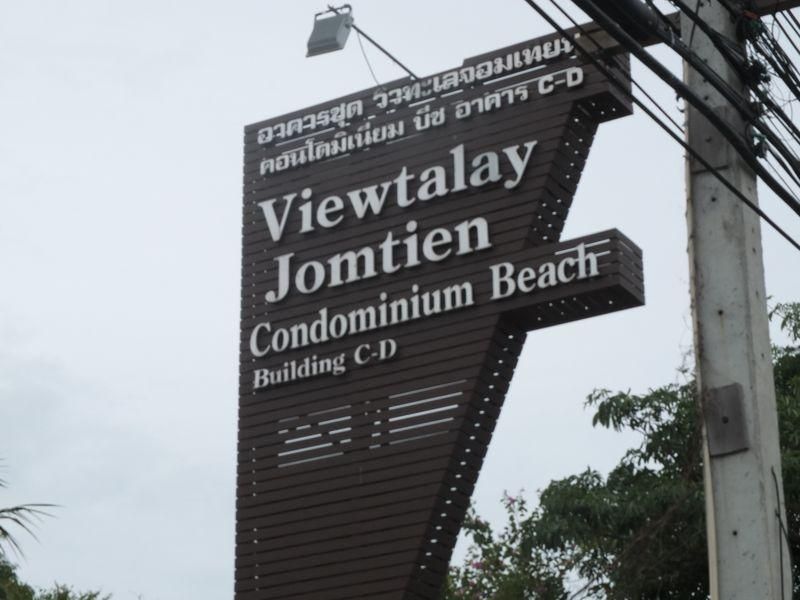 อาคารชุด วิวทะเลจอมเทียน
คอนโดมิเนียม บีช อาคาร C-D
Viewtalay
Jomtien
Condominium Beach
Building C-D